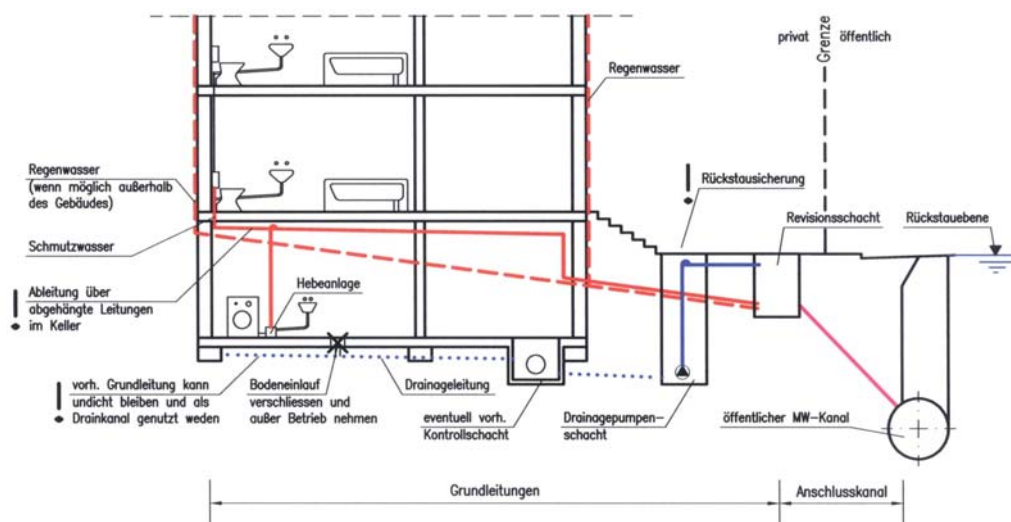 privat
Grenze
öffentlich
Regenwasser
Regenwasser
(wenn möglich außerhalb
des Gebäudes)
Rückstausicherung
Revisionsschacht
Rückstauebene
Schmutzwasser
Ableitung über
abgehängte Leitungen
im Keller
Hebeanlage
vorh. Grundleitung kann
undicht bleiben und als
Drainkanal genutzt weden
Bodeneinlauf
verschliessen und
außer Betrieb nehmen
Drainageleitung
eventuell vorh.
Kontrollschacht
Drainagepumpen-
schacht
öffentlicher MW-Kanal
Grundleitungen
Anschlusskanal